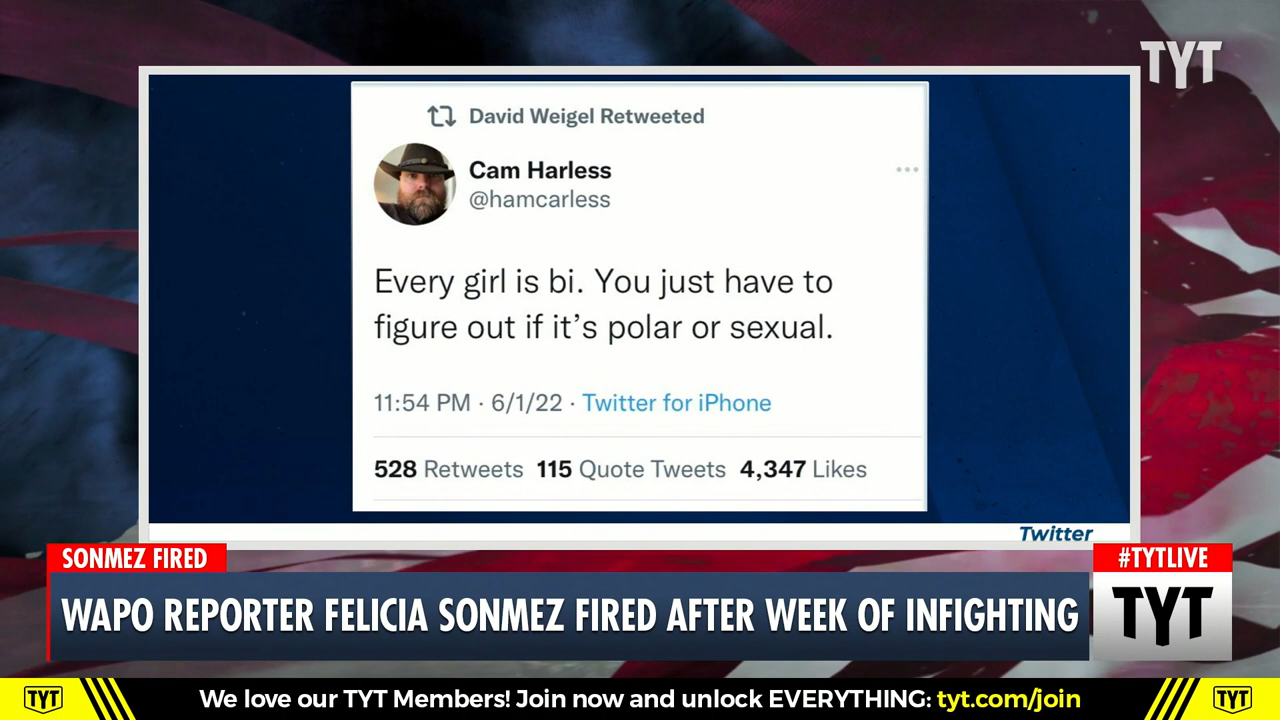 TYT
David Weigel Retweeted
Cam Harless
@hamcarless
Every girl is bi. You just have to
figure out if it's polar or sexual.
11:54 PM · 6/1/22 · Twitter for iPhone
528 Retweets 115 Quote Tweets 4,347 Likes
Twitter
SONMEZ FIRED
#TYTLIVE
WAPO REPORTER FELICIA SONMEZ FIRED AFTER WEEK OF INFIGHTING
TYT
TYT
We love our TYT Members! Join now and unlock EVERYTHING: tyt.com/join
TYT